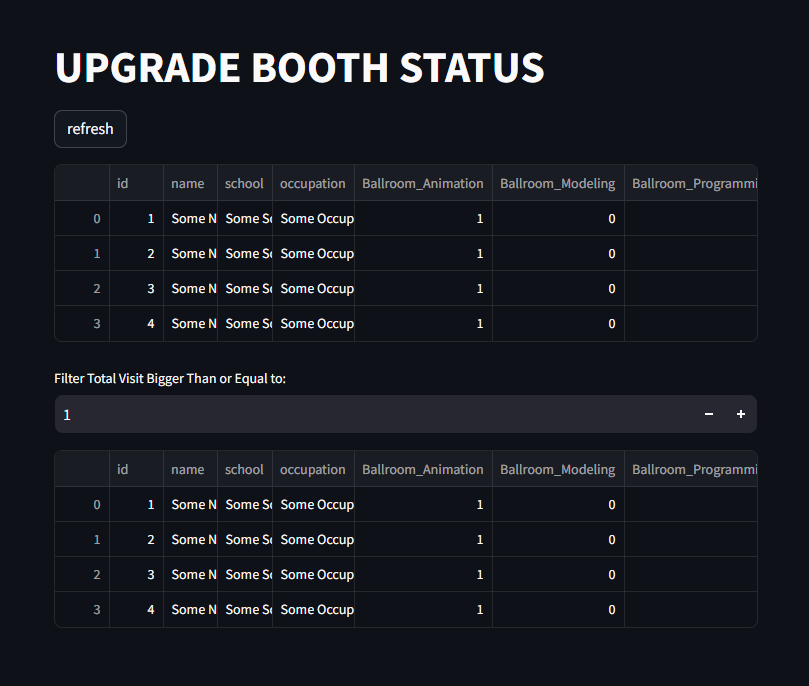 UPGRADE BOOTH STATUS
refresh
id name school occupation Ballroom_Animation Ballroom_Modeling Ballroom_Programmi
0 1 Some N Some Sc Some Occup 1 0
1 2 Some N Some Sc Some Occup 1 0
2 3 Some N Some Sc Some Occup 1 0
3 4 Some N Some Sc Some Occup 1 0
Filter Total Visit Bigger Than or Equal to:
1 − +
id name school occupation Ballroom_Animation Ballroom_Modeling Ballroom_Programmi
0 1 Some N Some Sc Some Occup 1 0
1 2 Some N Some Sc Some Occup 1 0
2 3 Some N Some Sc Some Occup 1 0
3 4 Some N Some Sc Some Occup 1 0